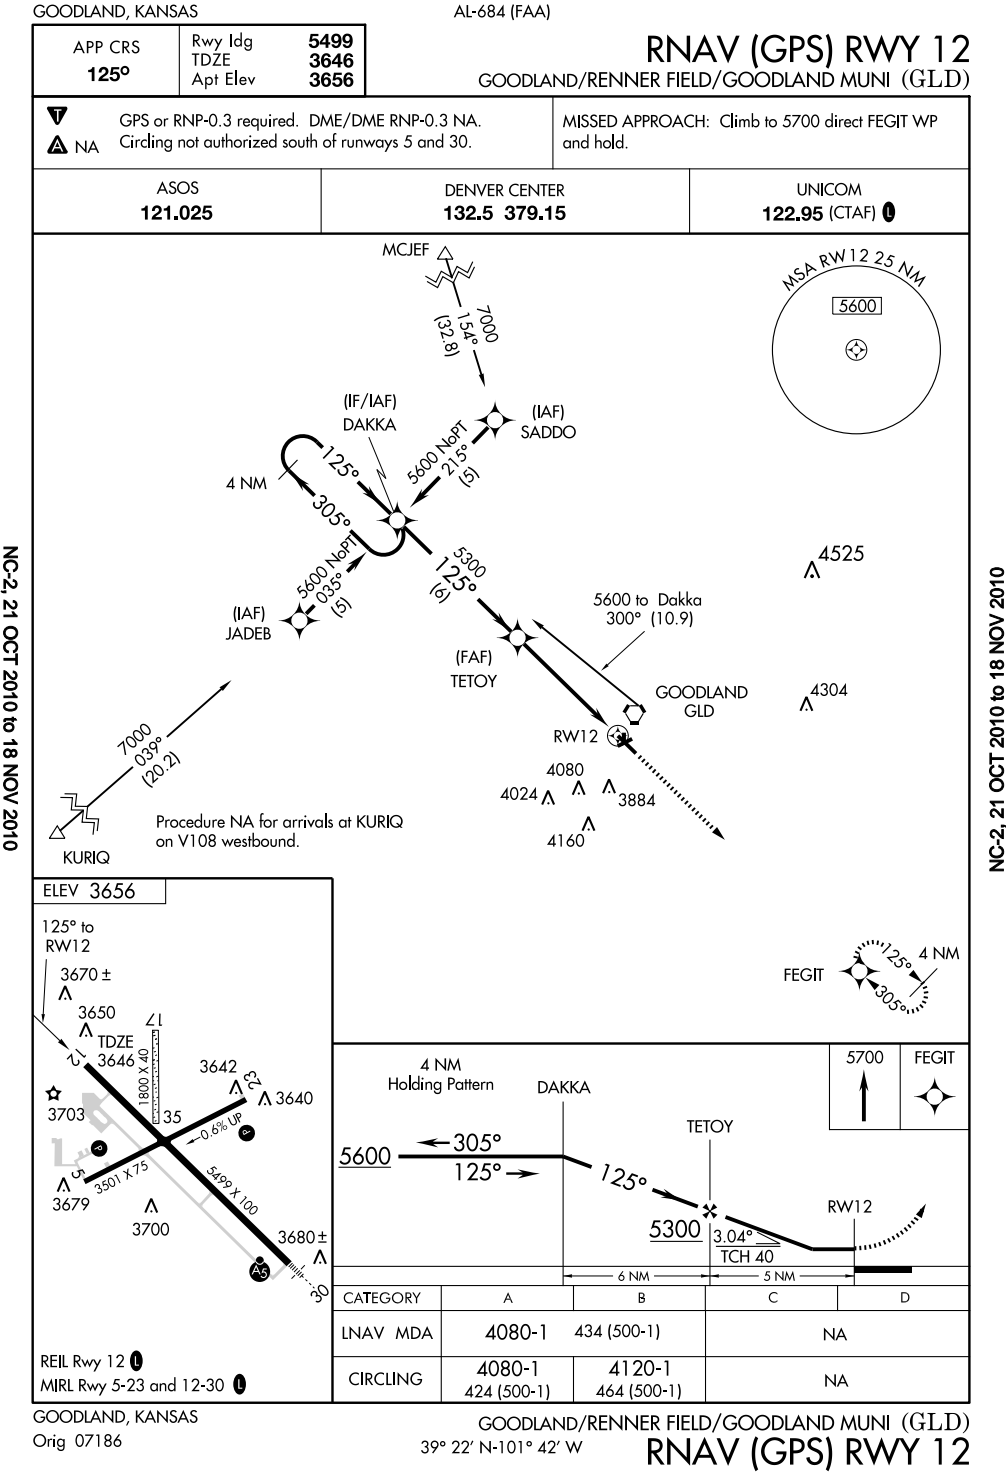 GOODLAND, KANSAS
AL-684 (FAA)
APP CRS
125°
Rwy ldg 5499
TDZE 3646
Apt Elev 3656
RNAV (GPS) RWY 12
GOODLAND/RENNER FIELD/GOODLAND MUNI (GLD)
T
A NA
GPS or RNP-0.3 required. DME/DME RNP-0.3 NA.
Circling not authorized south of runways 5 and 30.
MISSED APPROACH: Climb to 5700 direct FEGIT WP
and hold.
ASOS
121.025
DENVER CENTER
132.5 379.15
UNICOM
122.95 (CTAF) L
MCJEF
7000
154°
(32.8)
MSA RW12 25 NM
5600
(IF/IAF)
DAKKA
(IAF)
SADDO
5600 NoPT
215°
(5)
4 NM
125°
305°
5600 NoPT
035°
(5)
(IAF)
JADEB
5300
125°
(6)
4525
5600 to Dakka
300° (10.9)
(FAF)
TETOY
GOODLAND
GLD
4304
RW12
7000
039°
(20.2)
4080
4024
3884
4160
KURIQ
Procedure NA for arrivals at KURIQ
on V108 westbound.
FEGIT
125°
305°
4 NM
NC-2, 21 OCT 2010 to 18 NOV 2010
NC-2, 21 OCT 2010 to 18 NOV 2010
ELEV 3656
125° to
RW12
3670 ±
3650
TDZE
3646
12
17
1800 X 40
35
3642
23
3640
3703
0.6% UP
P
P
5
3501 X 75
3679
3700
5499 X 100
3680 ±
A5
30
REIL Rwy 12 L
MIRL Rwy 5-23 and 12-30 L
4 NM
Holding Pattern
DAKKA
TETOY
5700
FEGIT
5600
305°
125°
125°
5300
3.04°
TCH 40
RW12
6 NM
5 NM
CATEGORY A B C D
LNAV MDA 4080-1 434 (500-1) NA
CIRCLING 4080-1 4120-1 NA
424 (500-1) 464 (500-1)
GOODLAND, KANSAS
Orig 07186
39° 22' N-101° 42' W
GOODLAND/RENNER FIELD/GOODLAND MUNI (GLD)
RNAV (GPS) RWY 12